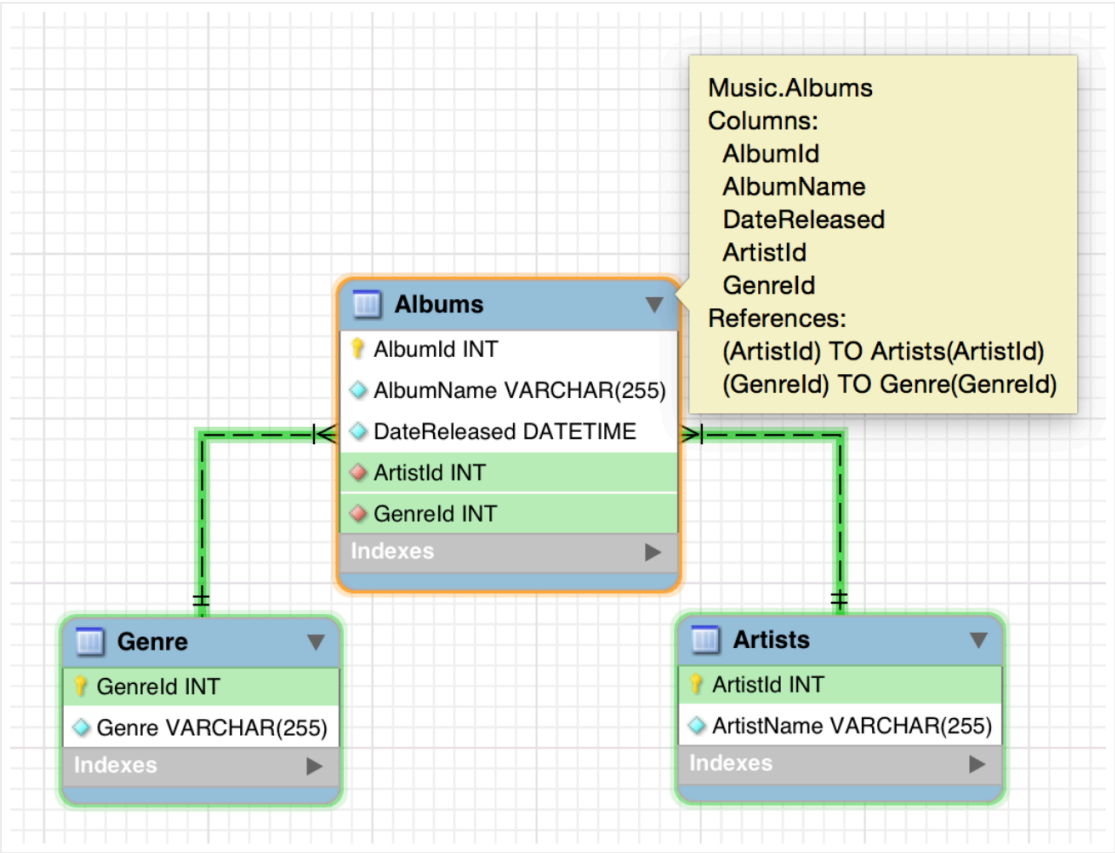 Music.Albums
Columns:
AlbumId
AlbumName
DateReleased
ArtistId
GenreId
References:
(ArtistId) TO Artists(ArtistId)
(GenreId) TO Genre(GenreId)
Albums
AlbumId INT
AlbumName VARCHAR(255)
DateReleased DATETIME
ArtistId INT
GenreId INT
Indexes
Genre
GenreId INT
Genre VARCHAR(255)
Indexes
Artists
ArtistId INT
ArtistName VARCHAR(255)
Indexes